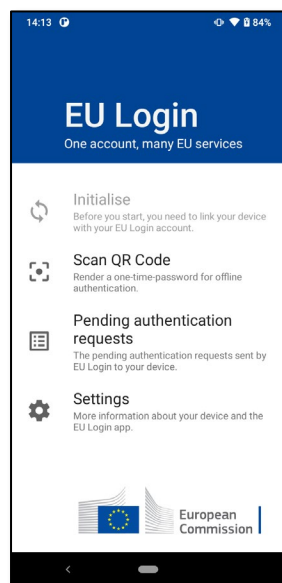 14:13 84%
EU Login
One account, many EU services
Initialise
Before you start, you need to link your device
with your EU Login account.
Scan QR Code
Render a one-time-password for offline
authentication.
Pending authentication
requests
The pending authentication requests sent by
EU Login to your device.
Settings
More information about your device and the
EU Login app.
European
Commission